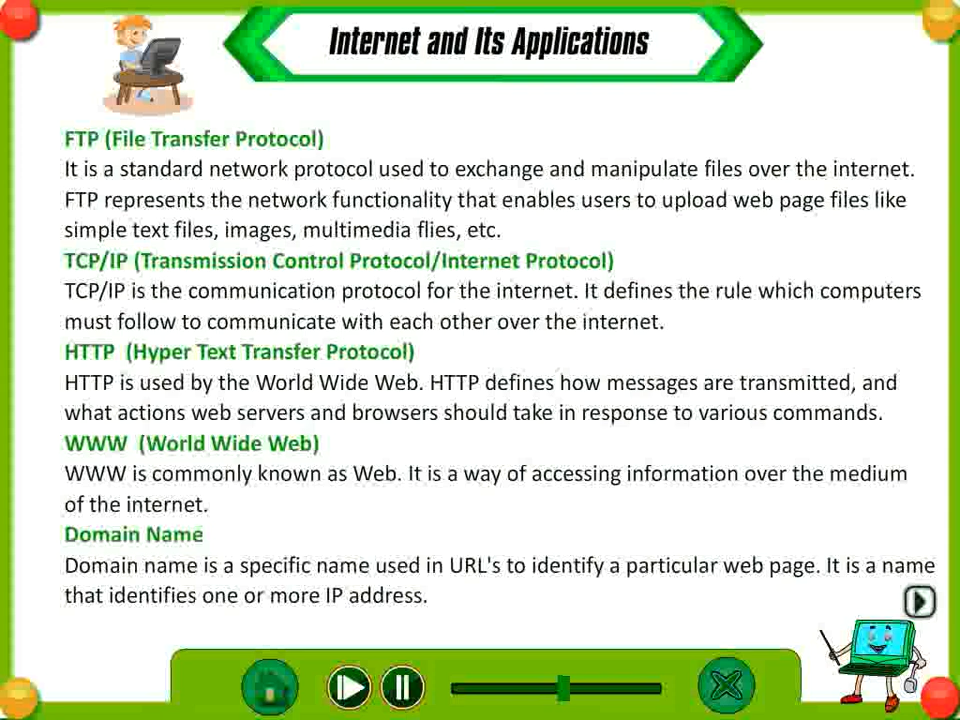 Internet and Its Applications
FTP (File Transfer Protocol)
It is a standard network protocol used to exchange and manipulate files over the internet.
FTP represents the network functionality that enables users to upload web page files like
simple text files, images, multimedia flies, etc.
TCP/IP (Transmission Control Protocol/Internet Protocol)
TCP/IP is the communication protocol for the internet. It defines the rule which computers
must follow to communicate with each other over the internet.
HTTP (Hyper Text Transfer Protocol)
HTTP is used by the World Wide Web. HTTP defines how messages are transmitted, and
what actions web servers and browsers should take in response to various commands.
WWW (World Wide Web)
WWW is commonly known as Web. It is a way of accessing information over the medium
of the internet.
Domain Name
Domain name is a specific name used in URL's to identify a particular web page. It is a name
that identifies one or more IP address.